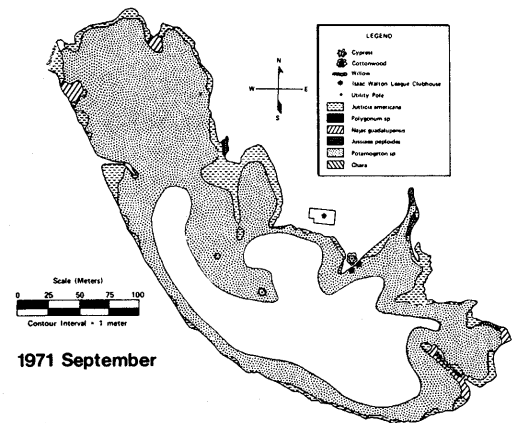 LEGEND
Cypress
Cottonwood
Willow
Isaac Walton League Clubhouse
Utility Pole
Justicia americana
Polygonum sp
Najas guadalupensis
Jussiaea peploides
Potamogeton sp
Chara
N
W E
S
Scale (Meters)
0 25 50 75 100
Contour Interval = 1 meter
1971 September